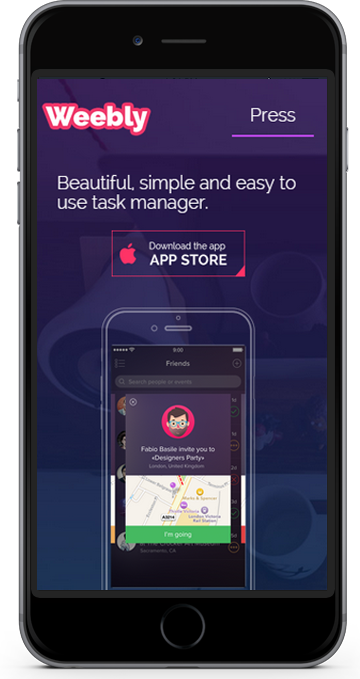 Weebly
Press
Beautiful, simple and easy to
use task manager.
Download the app
APP STORE
9:00
Friends
Search people or events
Fabio Basile invite you to
«Designers Party»
London, United Kingdom
Marks & Spencer
Theatre Victoria
A3214
London Victoria
Rail Station
I'm going
Sacramento, CA